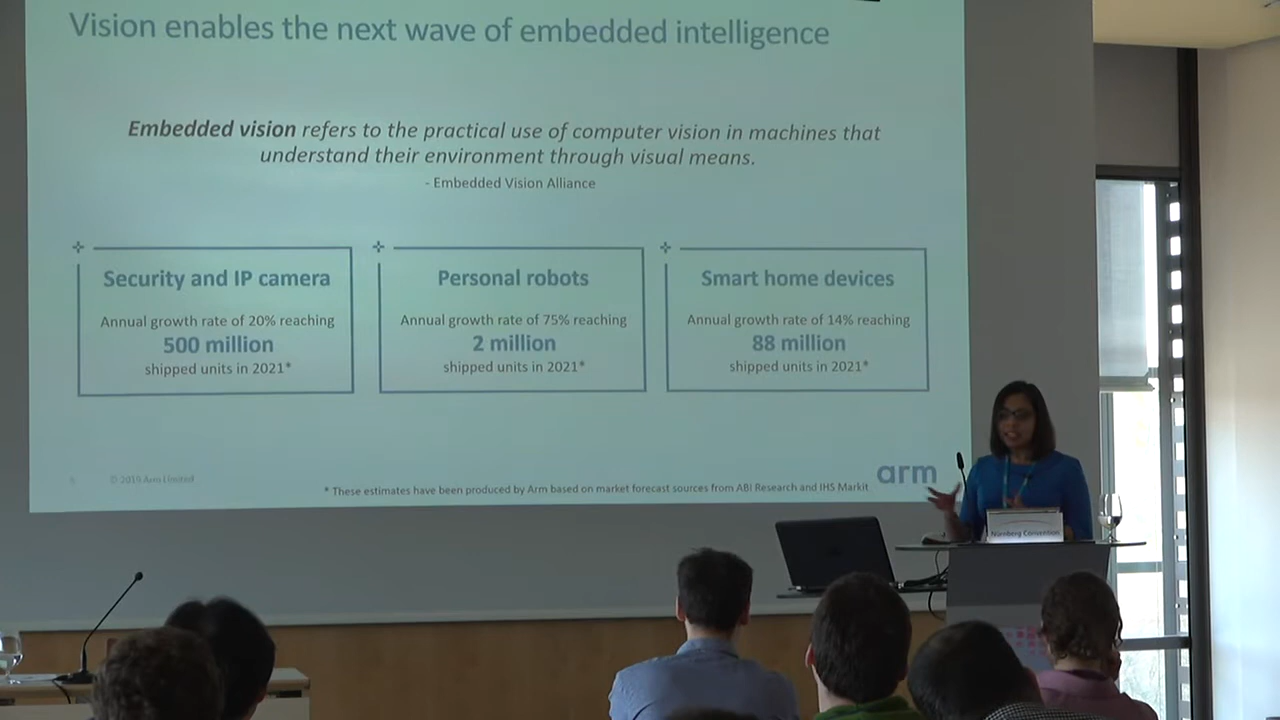 Vision enables the next wave of embedded intelligence
Embedded vision refers to the practical use of computer vision in machines that
understand their environment through visual means.
- Embedded Vision Alliance
Security and IP camera
Annual growth rate of 20% reaching
500 million
shipped units in 2021*
Personal robots
Annual growth rate of 75% reaching
2 million
shipped units in 2021*
Smart home devices
Annual growth rate of 14% reaching
88 million
shipped units in 2021*
© 2019 Arm Limited
* These estimates have been produced by Arm based on market forecast sources from ABI Research and IHS Markit
arm
Nürnberg Convention